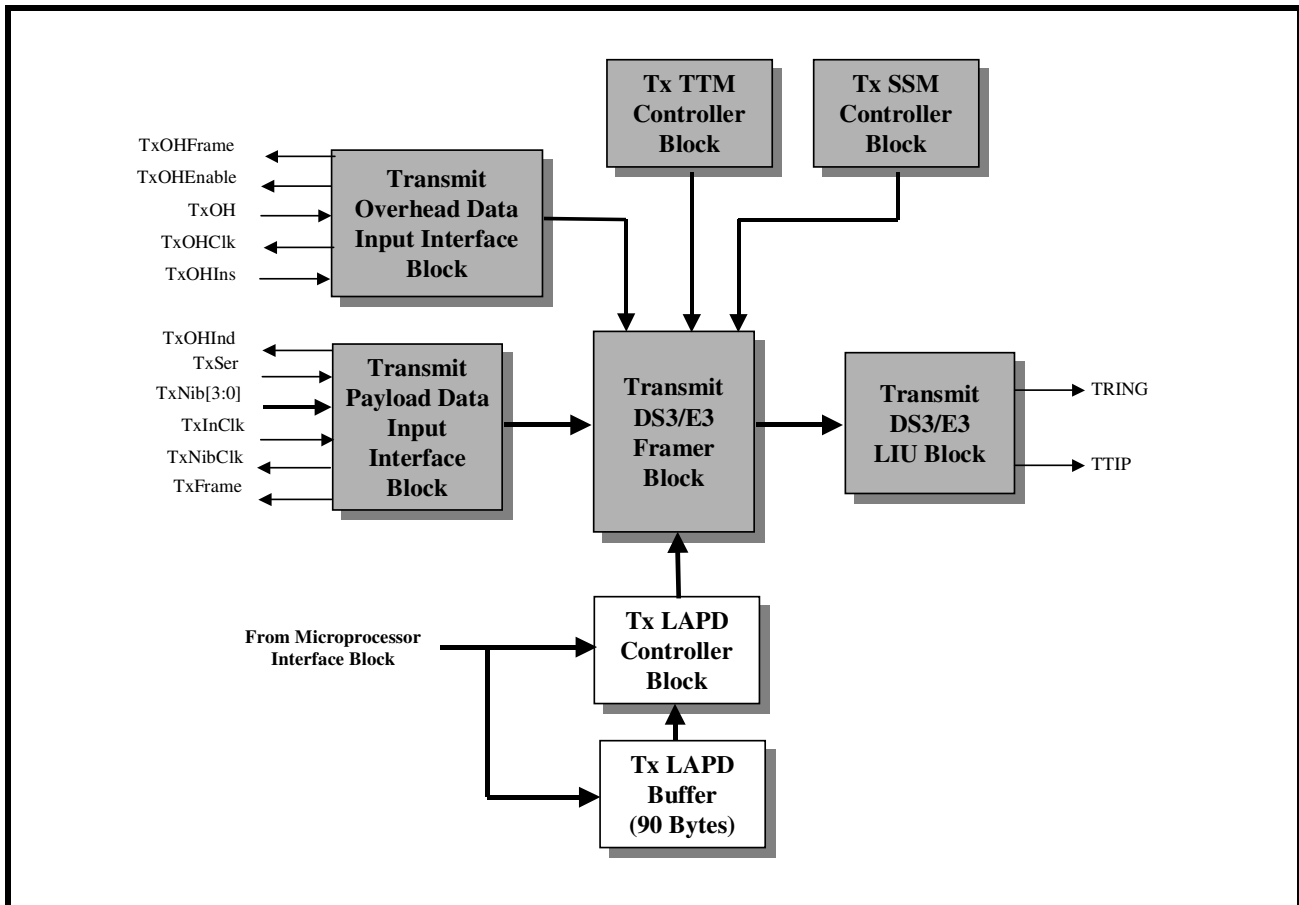 Tx TTM
Controller
Block
Tx SSM
Controller
Block
TxOHFrame
TxOHEnable
TxOH
TxOHClk
TxOHIns
Transmit
Overhead Data
Input Interface
Block
TxOHInd
TxSer
TxNib[3:0]
TxInClk
TxNibClk
TxFrame
Transmit
Payload Data
Input
Interface
Block
Transmit
DS3/E3
Framer
Block
Transmit
DS3/E3
LIU Block
TRING
TTIP
From Microprocessor
Interface Block
Tx LAPD
Controller
Block
Tx LAPD
Buffer
(90 Bytes)